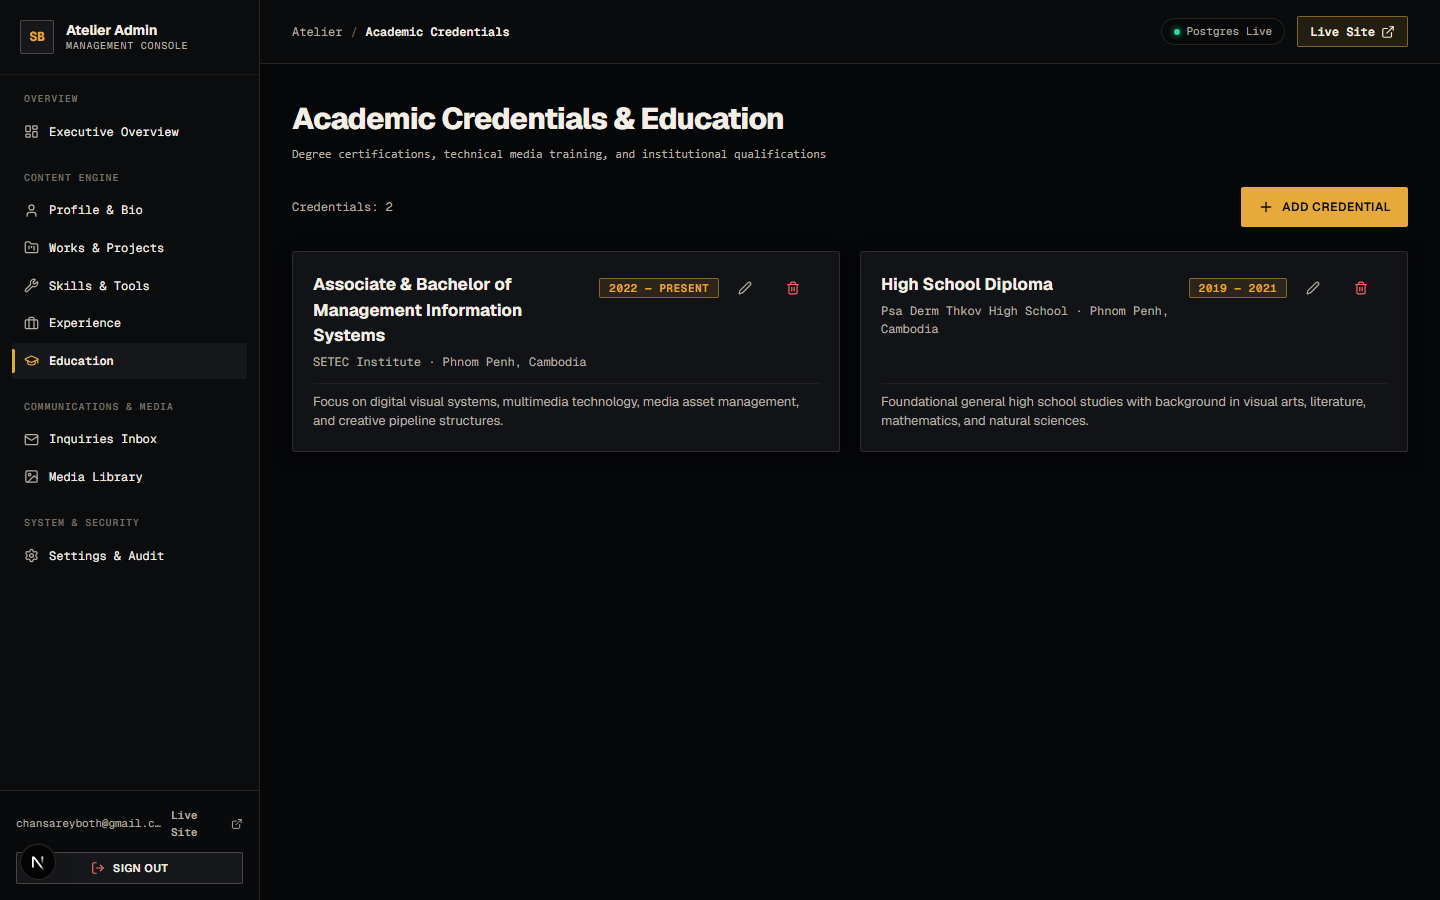 SB
Atelier Admin
MANAGEMENT CONSOLE
OVERVIEW
Executive Overview
CONTENT ENGINE
Profile & Bio
Works & Projects
Skills & Tools
Experience
Education
COMMUNICATIONS & MEDIA
Inquiries Inbox
Media Library
SYSTEM & SECURITY
Settings & Audit
chansareyboth@gmail.c…
Live
Site
N
SIGN OUT
Atelier / Academic Credentials
Postgres Live
Live Site
Academic Credentials & Education
Degree certifications, technical media training, and institutional qualifications
Credentials: 2
ADD CREDENTIAL
Associate & Bachelor of
Management Information
Systems
2022 — PRESENT
SETEC Institute · Phnom Penh, Cambodia
Focus on digital visual systems, multimedia technology, media asset management,
and creative pipeline structures.
High School Diploma
2019 — 2021
Psa Derm Thkov High School · Phnom Penh,
Cambodia
Foundational general high school studies with background in visual arts, literature,
mathematics, and natural sciences.